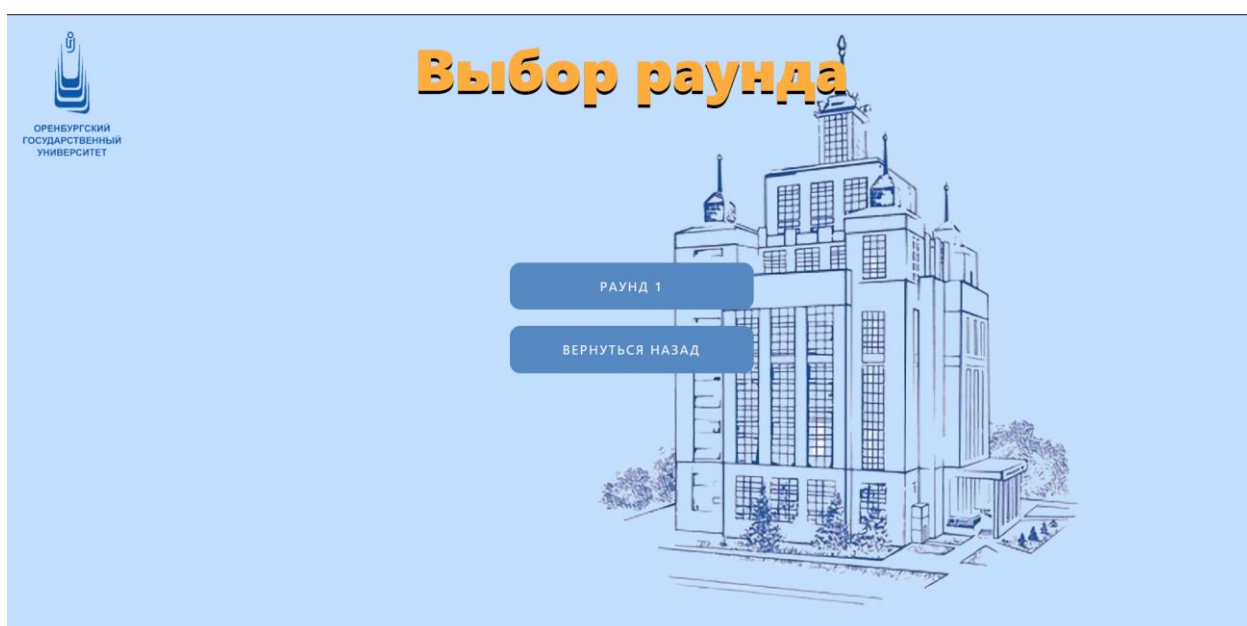 Выбор раунда
ОРЕНБУРГСКИЙ
ГОСУДАРСТВЕННЫЙ
УНИВЕРСИТЕТ
РАУНД 1
ВЕРНУТЬСЯ НАЗАД